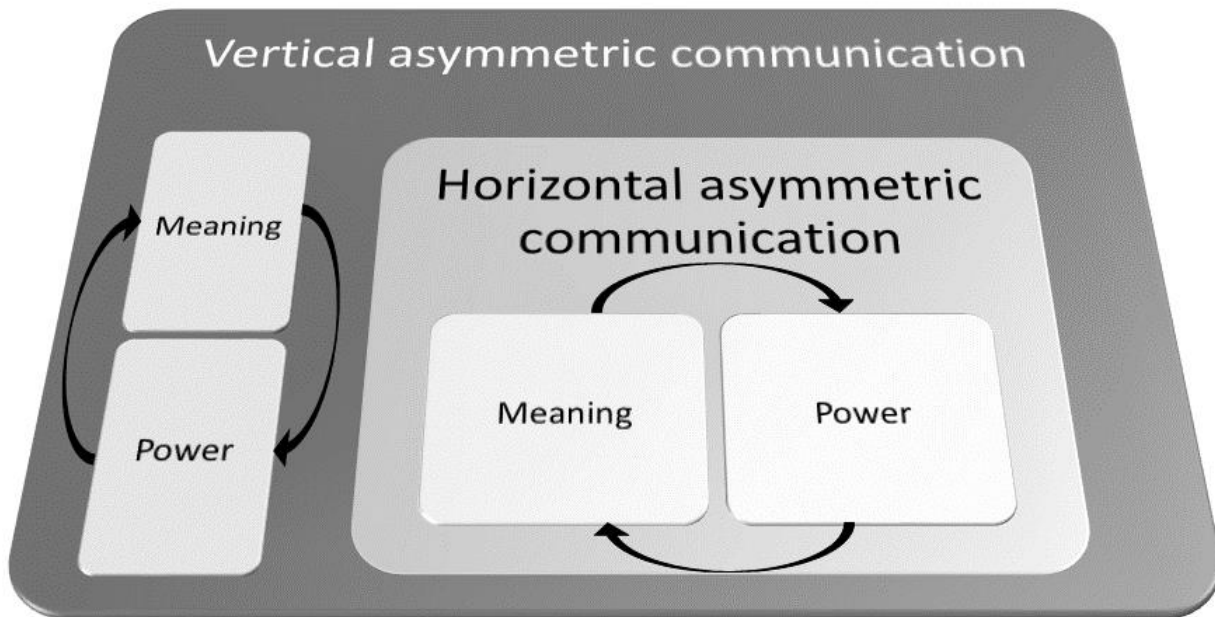 Vertical asymmetric communication
Meaning
Power
Horizontal asymmetric
communication
Meaning
Power